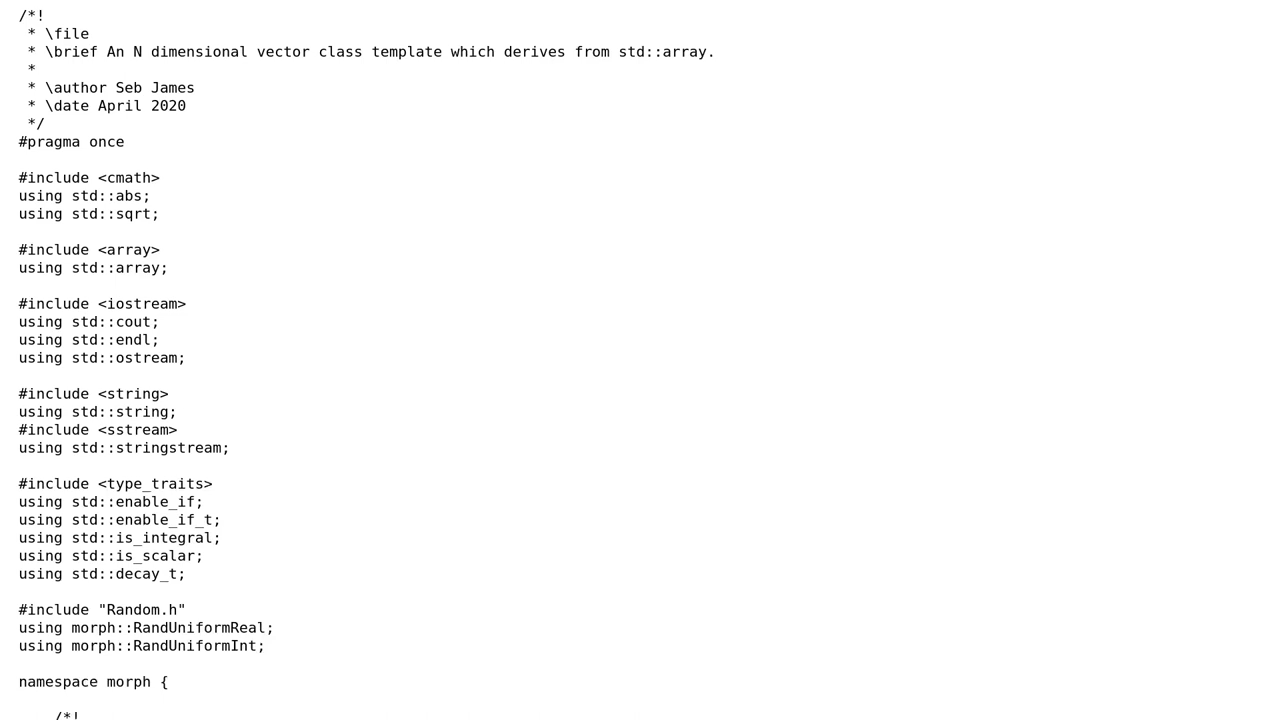 /*!
 * \file
 * \brief An N dimensional vector class template which derives from std::array.
 *
 * \author Seb James
 * \date April 2020
 */
#pragma once

#include <cmath>
using std::abs;
using std::sqrt;

#include <array>
using std::array;

#include <iostream>
using std::cout;
using std::endl;
using std::ostream;

#include <string>
using std::string;
#include <sstream>
using std::stringstream;

#include <type_traits>
using std::enable_if;
using std::enable_if_t;
using std::is_integral;
using std::is_scalar;
using std::decay_t;

#include "Random.h"
using morph::RandUniformReal;
using morph::RandUniformInt;

namespace morph {

    /*!